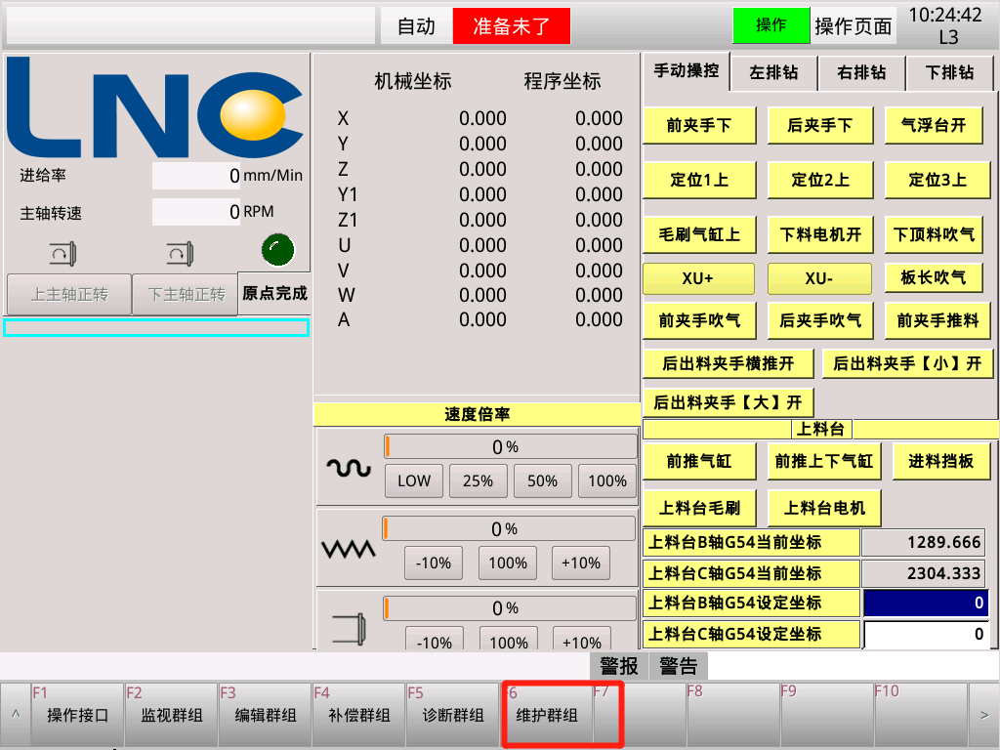 自动 准备未了 操作 操作页面 10:24:42
L3
LNC
机械坐标 程序坐标
X 0.000 0.000
Y 0.000 0.000
Z 0.000 0.000
Y1 0.000 0.000
Z1 0.000 0.000
U 0.000 0.000
V 0.000 0.000
W 0.000 0.000
A 0.000 0.000
进给率 0 mm/Min
主轴转速 0 RPM
上主轴正转 下主轴正转 原点完成
速度倍率
0 %
LOW 25% 50% 100%
0 %
-10% 100% +10%
0 %
-10% 100% +10%
手动操控 左排钻 右排钻 下排钻
前夹手下 后夹手下 气浮台开
定位1上 定位2上 定位3上
毛刷气缸上 下料电机开 下顶料吹气
XU+ XU- 板长吹气
前夹手吹气 后夹手吹气 前夹手推料
后出料夹手横推开 后出料夹手【小】开
后出料夹手【大】开
上料台
前推气缸 前推上下气缸 进料挡板
上料台毛刷 上料台电机
上料台B轴G54当前坐标 1289.666
上料台C轴G54当前坐标 2304.333
上料台B轴G54设定坐标 0
上料台C轴G54设定坐标 0
警报 警告
^ F1 F2 F3 F4 F5 F6 F7 F8 F9 F10 >
操作接口 监视群组 编辑群组 补偿群组 诊断群组 维护群组